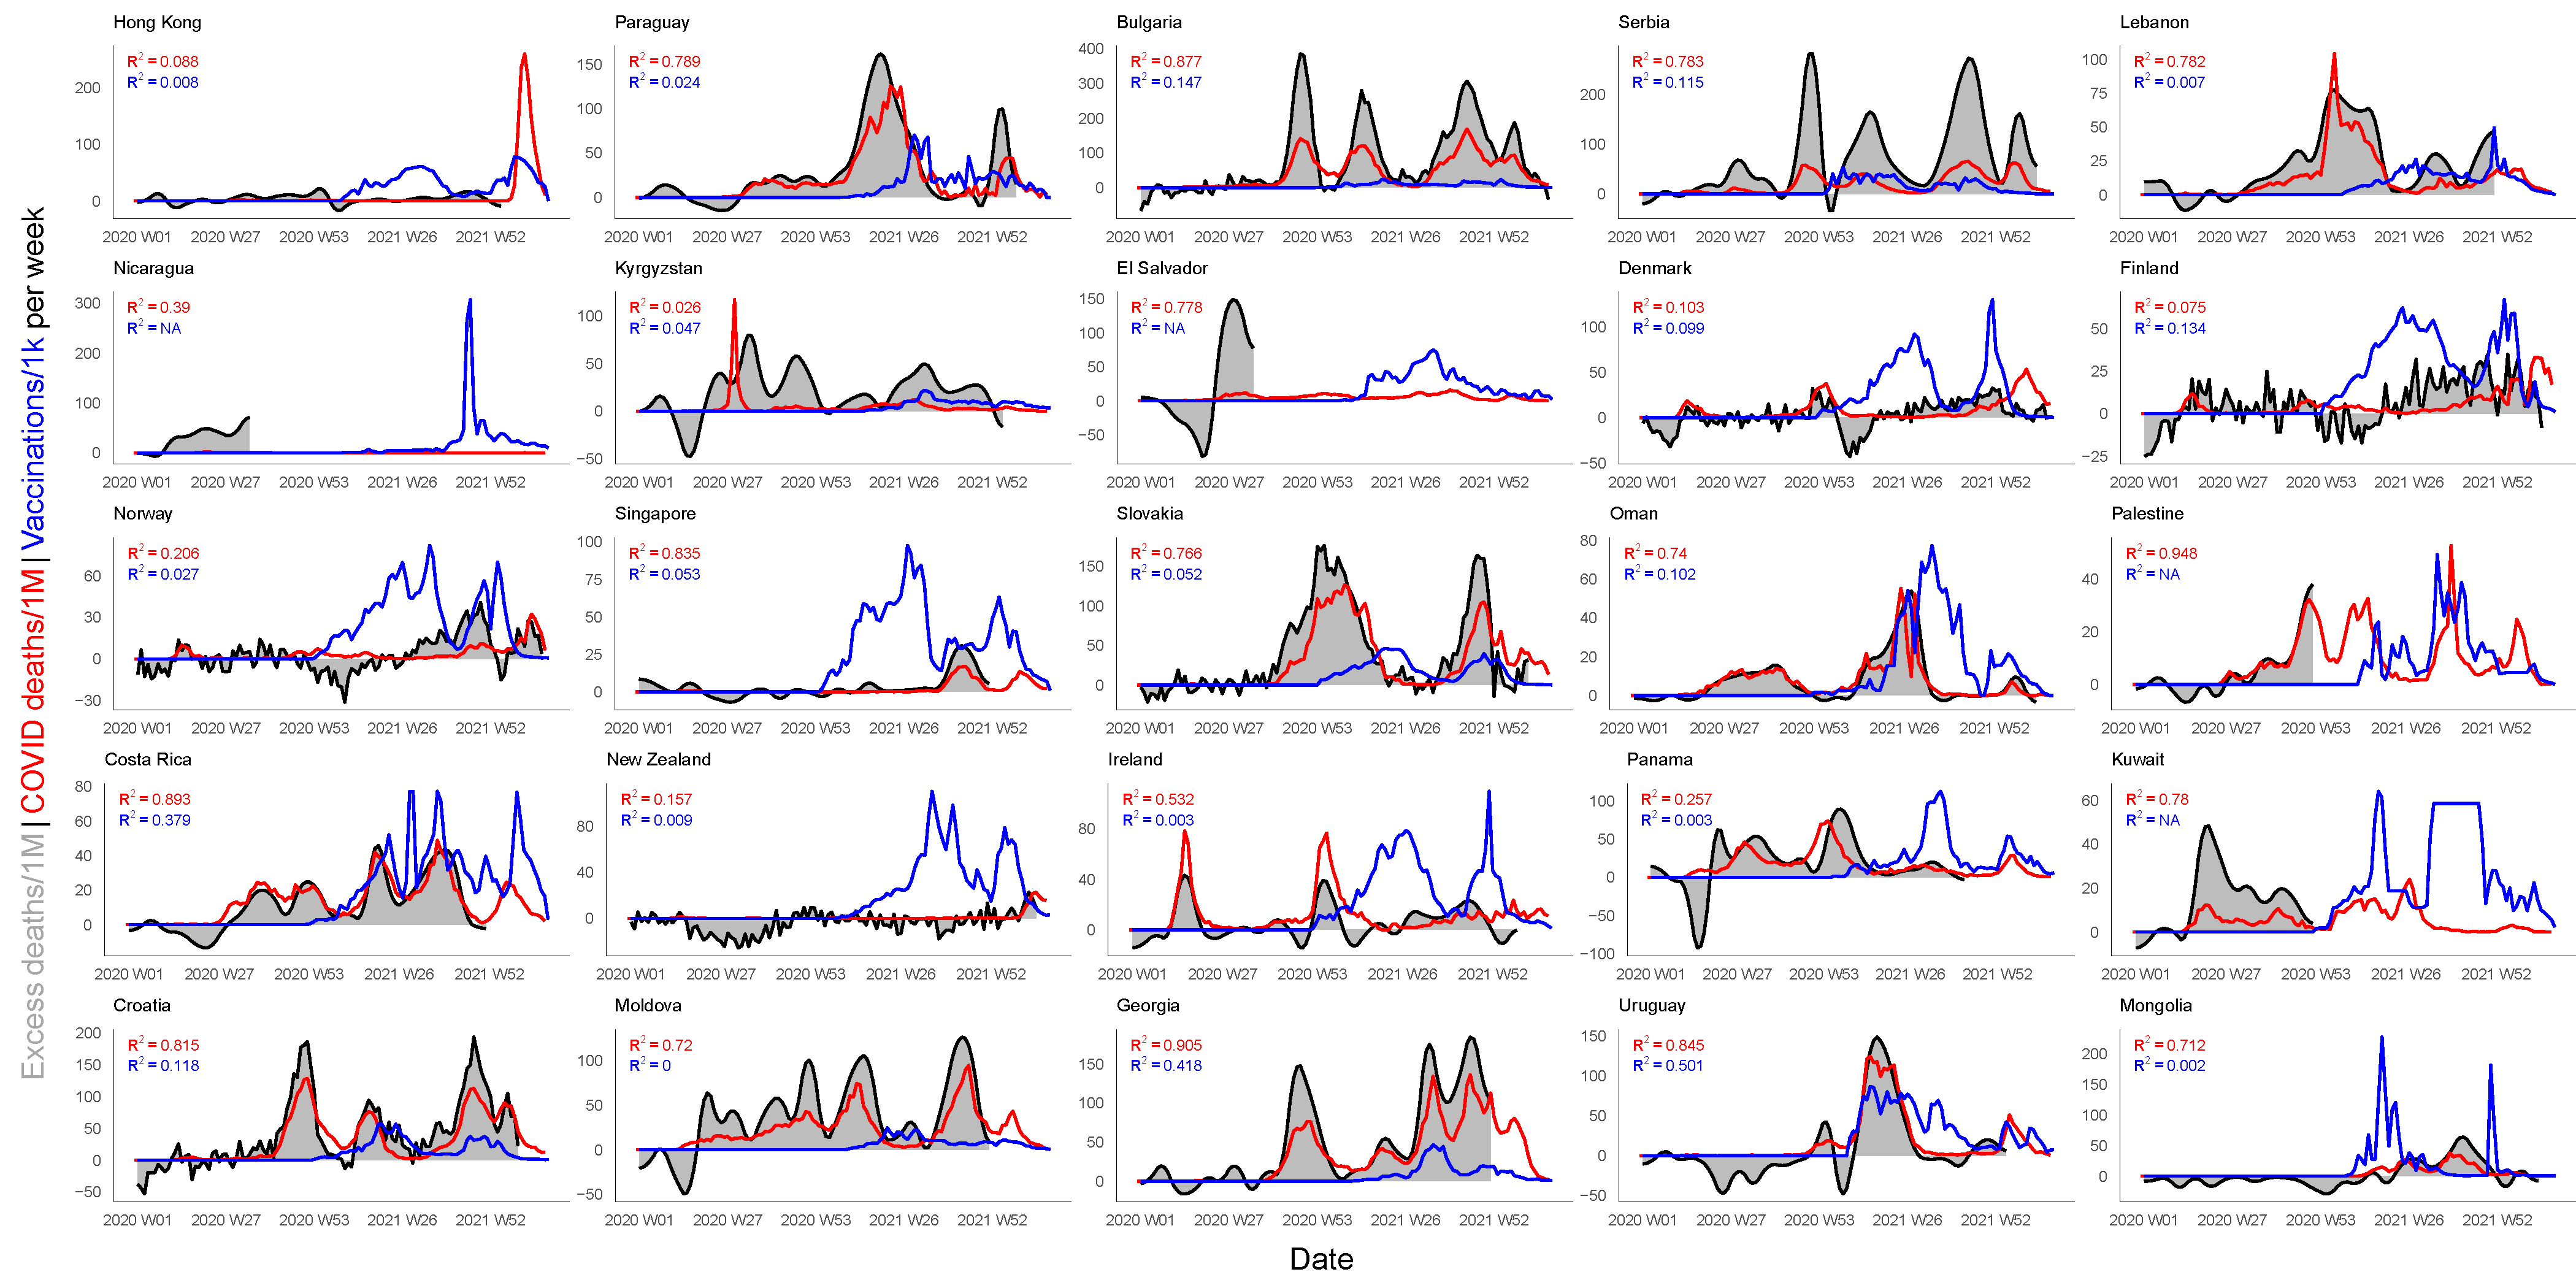 Excess deaths/1M | COVID deaths/1M | Vaccinations/1k per week
Hong Kong
R² = 0.088
R² = 0.008
200
100
0
2020 W01 2020 W27 2020 W53 2021 W26 2021 W52
Paraguay
R² = 0.789
R² = 0.024
150
100
50
0
2020 W01 2020 W27 2020 W53 2021 W26 2021 W52
Bulgaria
R² = 0.877
R² = 0.147
400
300
200
100
0
2020 W01 2020 W27 2020 W53 2021 W26 2021 W52
Serbia
R² = 0.783
R² = 0.115
200
100
0
2020 W01 2020 W27 2020 W53 2021 W26 2021 W52
Lebanon
R² = 0.782
R² = 0.007
100
75
50
25
0
2020 W01 2020 W27 2020 W53 2021 W26 2021 W52
Nicaragua
R² = 0.39
R² = NA
300
200
100
0
2020 W01 2020 W27 2020 W53 2021 W26 2021 W52
Kyrgyzstan
R² = 0.026
R² = 0.047
100
50
0
−50
2020 W01 2020 W27 2020 W53 2021 W26 2021 W52
El Salvador
R² = 0.778
R² = NA
150
100
50
0
−50
2020 W01 2020 W27 2020 W53 2021 W26 2021 W52
Denmark
R² = 0.103
R² = 0.099
100
50
0
−50
2020 W01 2020 W27 2020 W53 2021 W26 2021 W52
Finland
R² = 0.075
R² = 0.134
50
25
0
−25
2020 W01 2020 W27 2020 W53 2021 W26 2021 W52
Norway
R² = 0.206
R² = 0.027
60
30
0
−30
2020 W01 2020 W27 2020 W53 2021 W26 2021 W52
Singapore
R² = 0.835
R² = 0.053
100
75
50
25
0
2020 W01 2020 W27 2020 W53 2021 W26 2021 W52
Slovakia
R² = 0.766
R² = 0.052
150
100
50
0
2020 W01 2020 W27 2020 W53 2021 W26 2021 W52
Oman
R² = 0.74
R² = 0.102
80
60
40
20
0
2020 W01 2020 W27 2020 W53 2021 W26 2021 W52
Palestine
R² = 0.948
R² = NA
40
20
0
2020 W01 2020 W27 2020 W53 2021 W26 2021 W52
Costa Rica
R² = 0.893
R² = 0.379
80
60
40
20
0
2020 W01 2020 W27 2020 W53 2021 W26 2021 W52
New Zealand
R² = 0.157
R² = 0.009
80
40
0
2020 W01 2020 W27 2020 W53 2021 W26 2021 W52
Ireland
R² = 0.532
R² = 0.003
80
40
0
2020 W01 2020 W27 2020 W53 2021 W26 2021 W52
Panama
R² = 0.257
R² = 0.003
100
50
0
−50
−100
2020 W01 2020 W27 2020 W53 2021 W26 2021 W52
Kuwait
R² = 0.78
R² = NA
60
40
20
0
2020 W01 2020 W27 2020 W53 2021 W26 2021 W52
Croatia
R² = 0.815
R² = 0.118
200
150
100
50
0
−50
2020 W01 2020 W27 2020 W53 2021 W26 2021 W52
Moldova
R² = 0.72
R² = 0
100
50
0
−50
2020 W01 2020 W27 2020 W53 2021 W26 2021 W52
Georgia
R² = 0.905
R² = 0.418
150
100
50
0
2020 W01 2020 W27 2020 W53 2021 W26 2021 W52
Uruguay
R² = 0.845
R² = 0.501
150
100
50
0
−50
2020 W01 2020 W27 2020 W53 2021 W26 2021 W52
Mongolia
R² = 0.712
R² = 0.002
200
150
100
50
0
2020 W01 2020 W27 2020 W53 2021 W26 2021 W52
Date